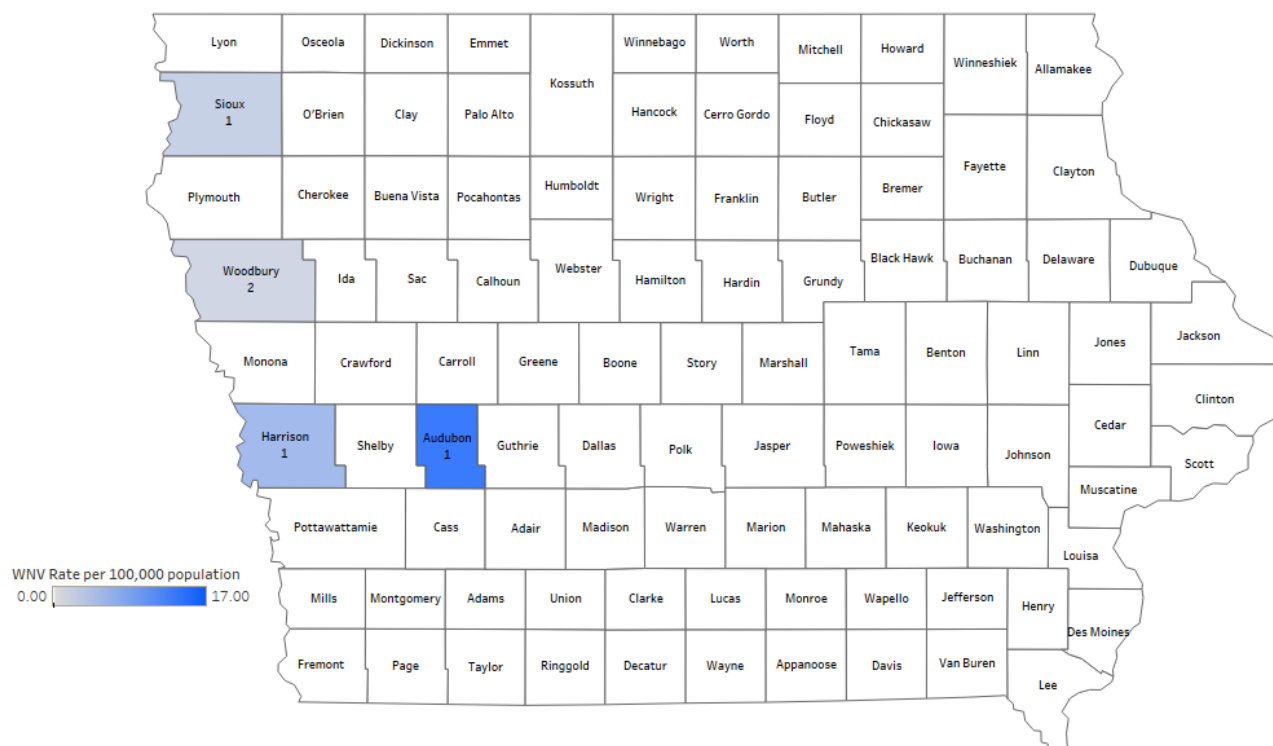 Lyon
Osceola
Dickinson
Emmet
Kossuth
Winnebago
Worth
Mitchell
Howard
Winneshiek
Allamakee
Sioux
1
O'Brien
Clay
Palo Alto
Hancock
Cerro Gordo
Floyd
Chickasaw
Fayette
Clayton
Plymouth
Cherokee
Buena Vista
Pocahontas
Humboldt
Wright
Franklin
Butler
Bremer
Woodbury
2
Ida
Sac
Calhoun
Webster
Hamilton
Hardin
Grundy
Black Hawk
Buchanan
Delaware
Dubuque
Monona
Crawford
Carroll
Greene
Boone
Story
Marshall
Tama
Benton
Linn
Jones
Jackson
Clinton
Harrison
1
Shelby
Audubon
1
Guthrie
Dallas
Polk
Jasper
Poweshiek
Iowa
Johnson
Cedar
Scott
Muscatine
Pottawattamie
Cass
Adair
Madison
Warren
Marion
Mahaska
Keokuk
Washington
Louisa
WNV Rate per 100,000 population
0.00
17.00
Mills
Montgomery
Adams
Union
Clarke
Lucas
Monroe
Wapello
Jefferson
Henry
Des Moines
Fremont
Page
Taylor
Ringgold
Decatur
Wayne
Appanoose
Davis
Van Buren
Lee